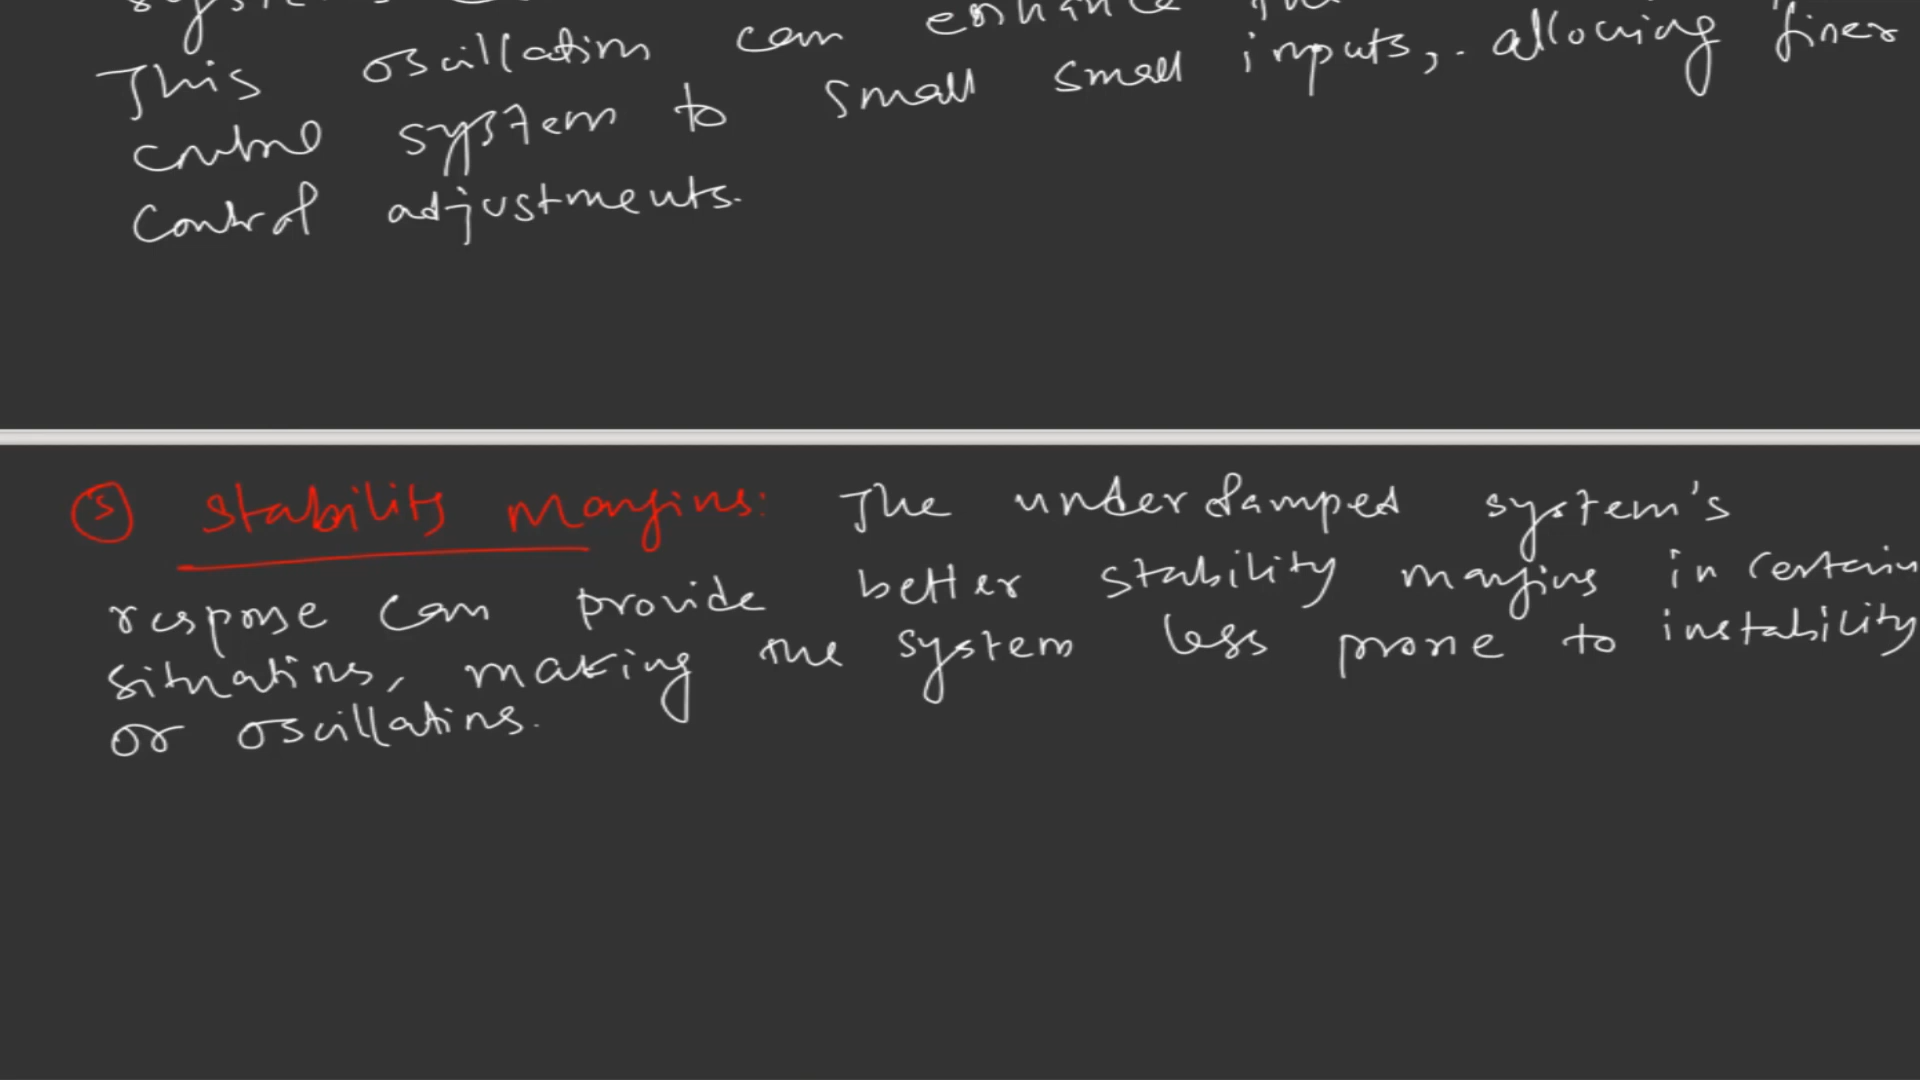 This oscillation can enhance the
control system to small small inputs, allowing finer
control adjustments.
⑤ Stability Margins: The underdamped system's
response can provide better stability margins in certain
situations, making the system less prone to instability
or oscillations.